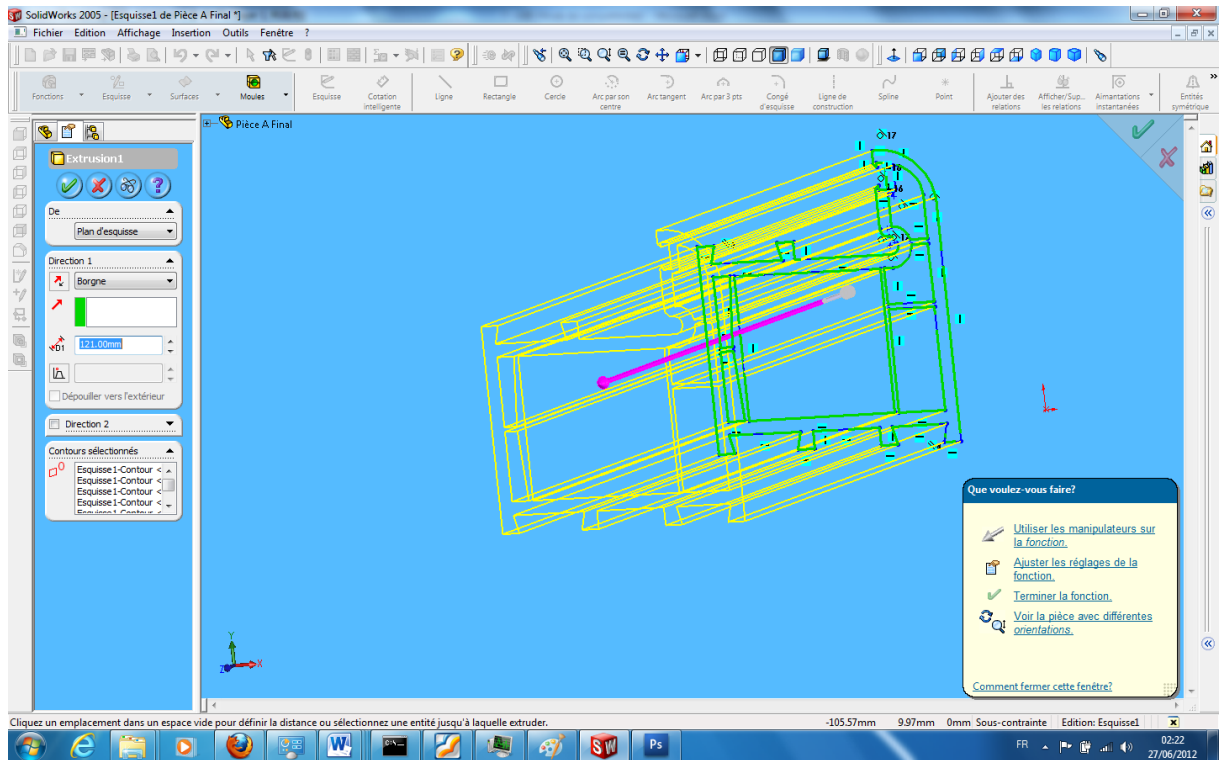 SolidWorks 2005 - [Esquisse1 de Pièce A Final *]
Fichier Edition Affichage Insertion Outils Fenêtre ?
Fonctions Esquisse Surfaces Moules Esquisse Cotation intelligente Ligne Rectangle Cercle Arc par son centre Arc tangent Arc par 3 pts Congé d'esquisse Ligne de construction Spline Point Ajouter des relations Afficher/Sup... les relations Aimantations instantanées Entités symétrique
Pièce A Final
Extrusion1
De
Plan d'esquisse
Direction 1
Borgne
D1
121.00mm
Dépouiller vers l'extérieur
Direction 2
Contours sélectionnés
Esquisse1-Contour <
Esquisse1-Contour <
Esquisse1-Contour <
Esquisse1-Contour <
17
Y
X
Z
Que voulez-vous faire?
Utiliser les manipulateurs sur
la fonction.
Ajuster les réglages de la
fonction.
Terminer la fonction.
Voir la pièce avec différentes
orientations.
Comment fermer cette fenêtre?
Cliquez un emplacement dans un espace vide pour définir la distance ou sélectionnez une entité jusqu'à laquelle extruder.
-105.57mm 9.97mm 0mm Sous-contrainte Edition: Esquisse1
FR
02:22
27/06/2012
Ps